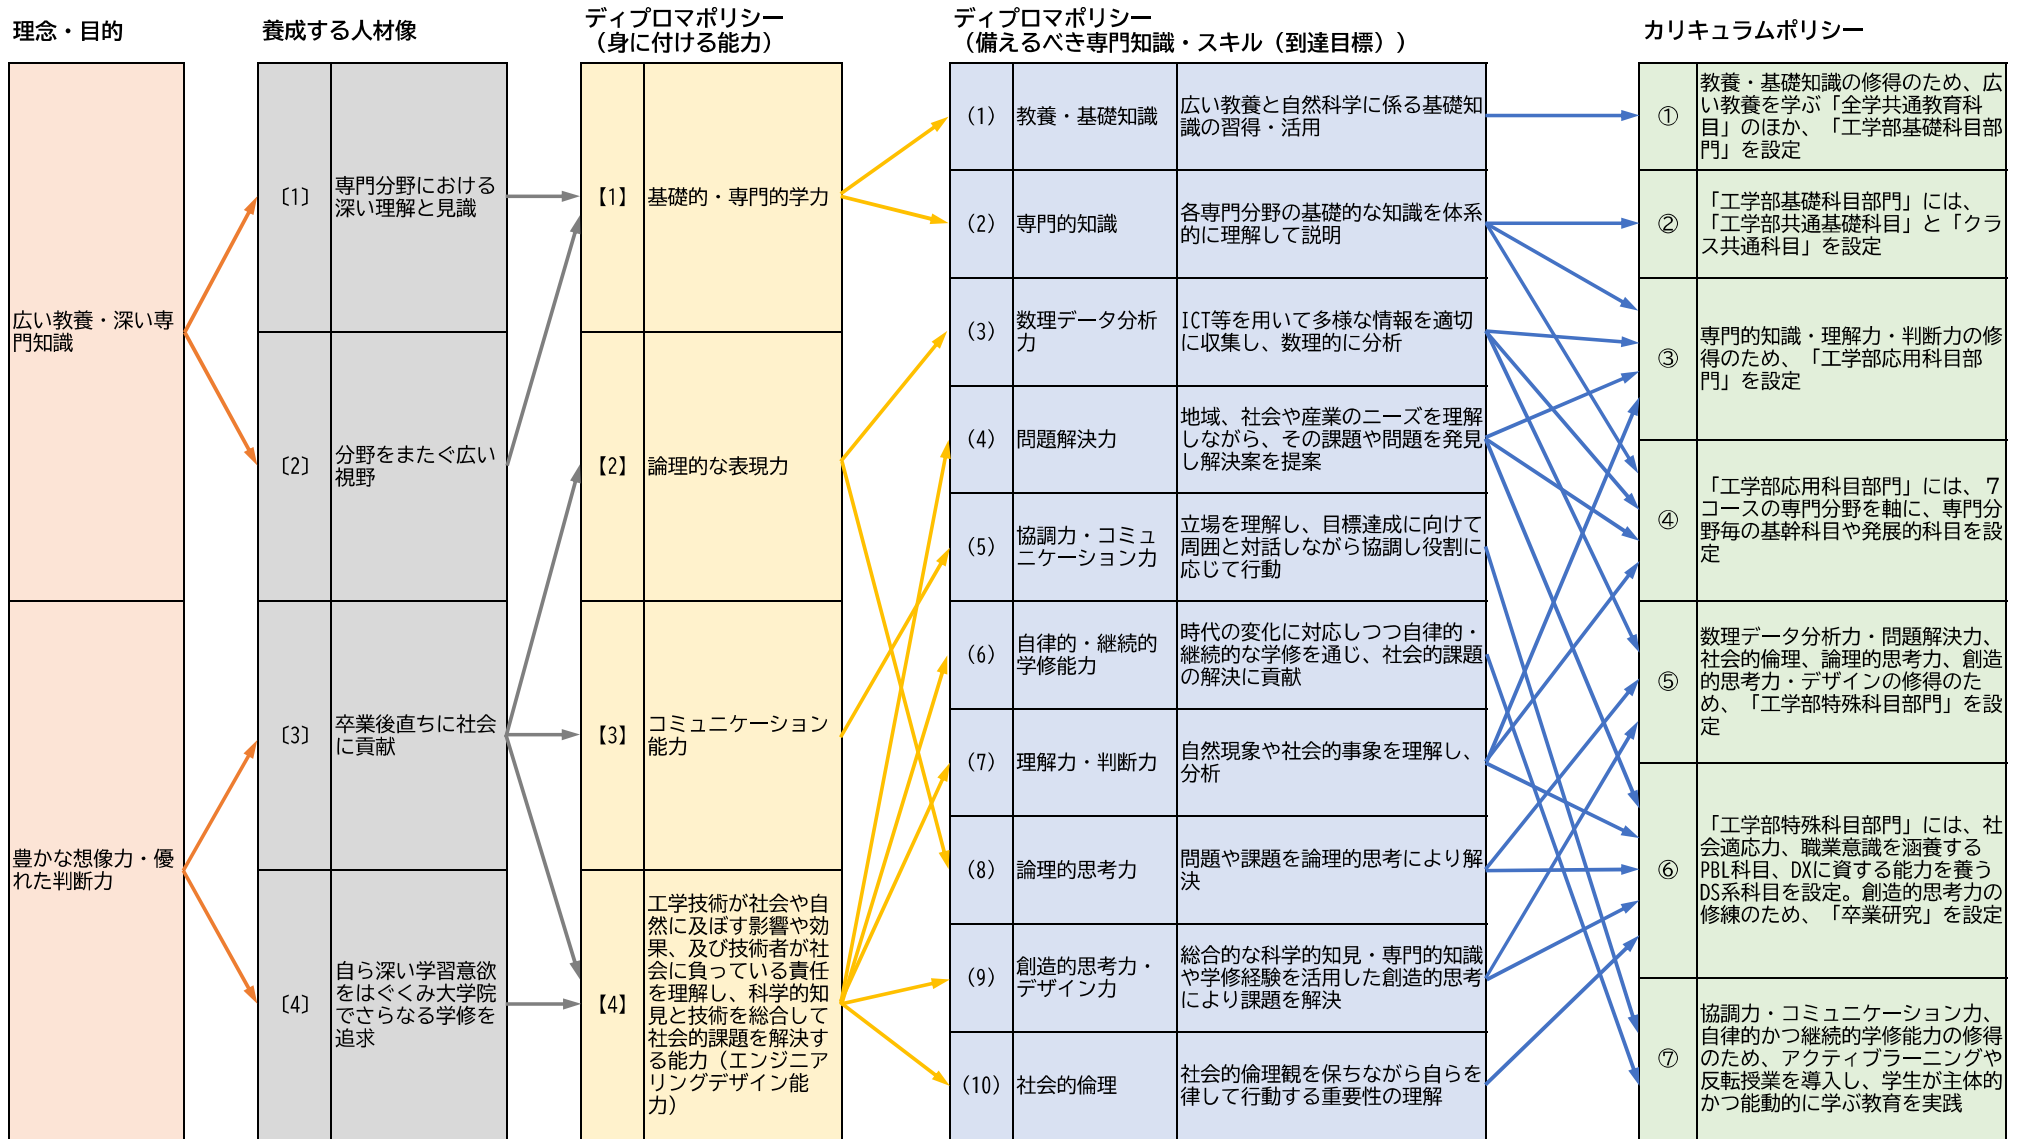 理念・目的
広い教養・深い専
門知識
豊かな想像力・優
れた判断力
養成する人材像
〔1〕
専門分野における
深い理解と見識
〔2〕
分野をまたぐ広い
視野
〔3〕
卒業後直ちに社会
に貢献
〔4〕
自ら深い学習意欲
をはぐくみ大学院
でさらなる学修を
追求
ディプロマポリシー
（身に付ける能力）
【1】
基礎的・専門的学力
【2】
論理的な表現力
【3】
コミュニケーション
能力
【4】
工学技術が社会や自
然に及ぼす影響や効
果、及び技術者が社
会に負っている責任
を理解し、科学的知
見と技術を総合して
社会的課題を解決す
る能力（エンジニア
リングデザイン能
力）
ディプロマポリシー
（備えるべき専門知識・スキル（到達目標））
（1）
教養・基礎知識
広い教養と自然科学に係る基礎知
識の習得・活用
（2）
専門的知識
各専門分野の基礎的な知識を体系
的に理解して説明
（3）
数理データ分析
力
ICT等を用いて多様な情報を適切
に収集し、数理的に分析
（4）
問題解決力
地域、社会や産業のニーズを理解
しながら、その課題や問題を発見
し解決案を提案
（5）
協調力・コミュ
ニケーション力
立場を理解し、目標達成に向けて
周囲と対話しながら協調し役割に
応じて行動
（6）
自律的・継続的
学修能力
時代の変化に対応しつつ自律的・
継続的な学修を通じ、社会的課題
の解決に貢献
（7）
理解力・判断力
自然現象や社会的事象を理解し、
分析
（8）
論理的思考力
問題や課題を論理的思考により解
決
（9）
創造的思考力・
デザイン力
総合的な科学的知見・専門的知識
や学修経験を活用した創造的思考
により課題を解決
（10）
社会的倫理
社会的倫理観を保ちながら自らを
律して行動する重要性の理解
カリキュラムポリシー
①
教養・基礎知識の修得のため、広
い教養を学ぶ「全学共通教育科
目」のほか、「工学部基礎科目部
門」を設定
②
「工学部基礎科目部門」には、
「工学部共通基礎科目」と「クラ
ス共通科目」を設定
③
専門的知識・理解力・判断力の修
得のため、「工学部応用科目部
門」を設定
④
「工学部応用科目部門」には、７
コースの専門分野を軸に、専門分
野毎の基幹科目や発展的科目を設
定
⑤
数理データ分析力・問題解決力、
社会的倫理、論理的思考力、創造
的思考力・デザインの修得のた
め、「工学部特殊科目部門」を設
定
⑥
「工学部特殊科目部門」には、社
会適応力、職業意識を涵養する
PBL科目、DXに資する能力を養う
DS系科目を設定。創造的思考力の
修練のため、「卒業研究」を設定
⑦
協調力・コミュニケーション力、
自律的かつ継続的学修能力の修得
のため、アクティブラーニングや
反転授業を導入し、学生が主体的
かつ能動的に学ぶ教育を実践